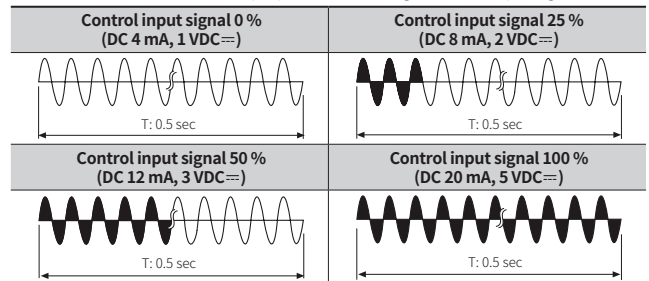 Control input signal 0 %
(DC 4 mA, 1 VDC⎓)
Control input signal 25 %
(DC 8 mA, 2 VDC⎓)
T: 0.5 sec
T: 0.5 sec
Control input signal 50 %
(DC 12 mA, 3 VDC⎓)
Control input signal 100 %
(DC 20 mA, 5 VDC⎓)
T: 0.5 sec
T: 0.5 sec